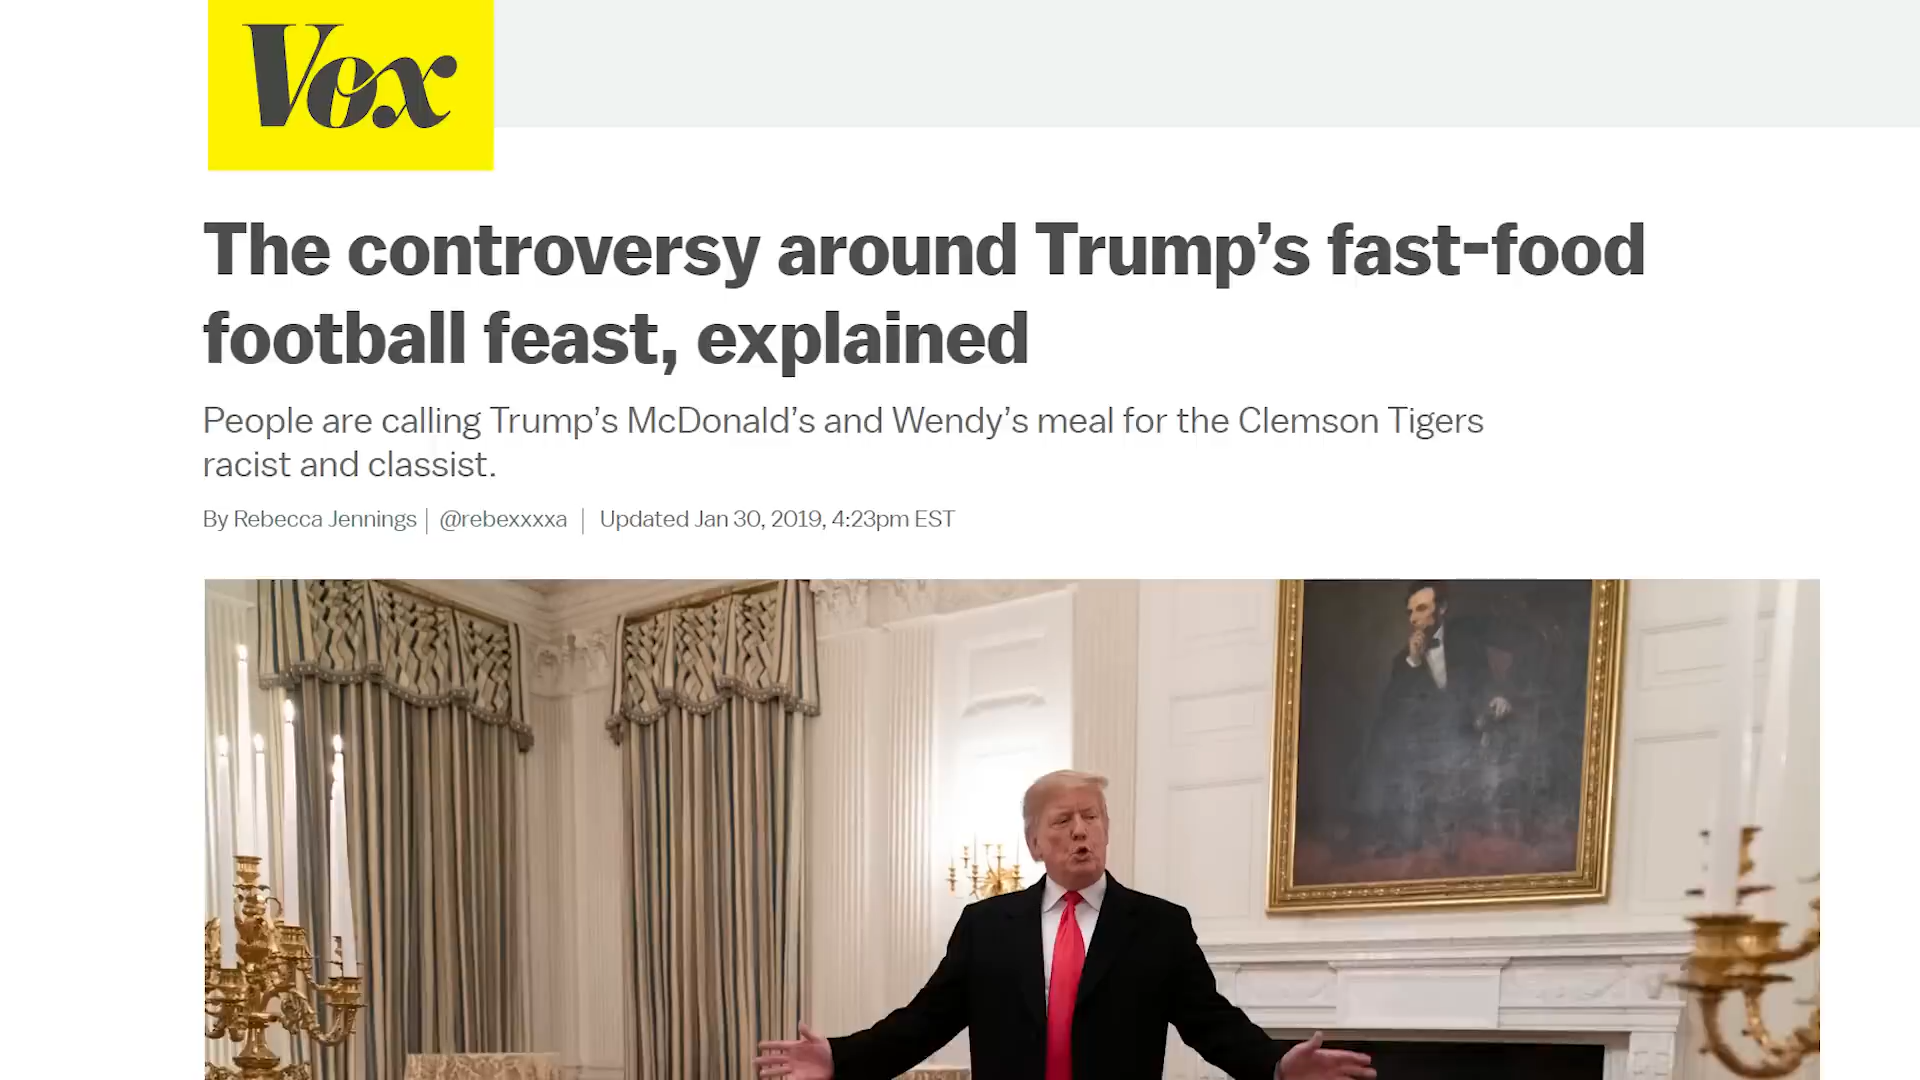 Vox
The controversy around Trump’s fast-food
football feast, explained
People are calling Trump’s McDonald’s and Wendy’s meal for the Clemson Tigers
racist and classist.
By Rebecca Jennings | @rebexxxxa | Updated Jan 30, 2019, 4:23pm EST